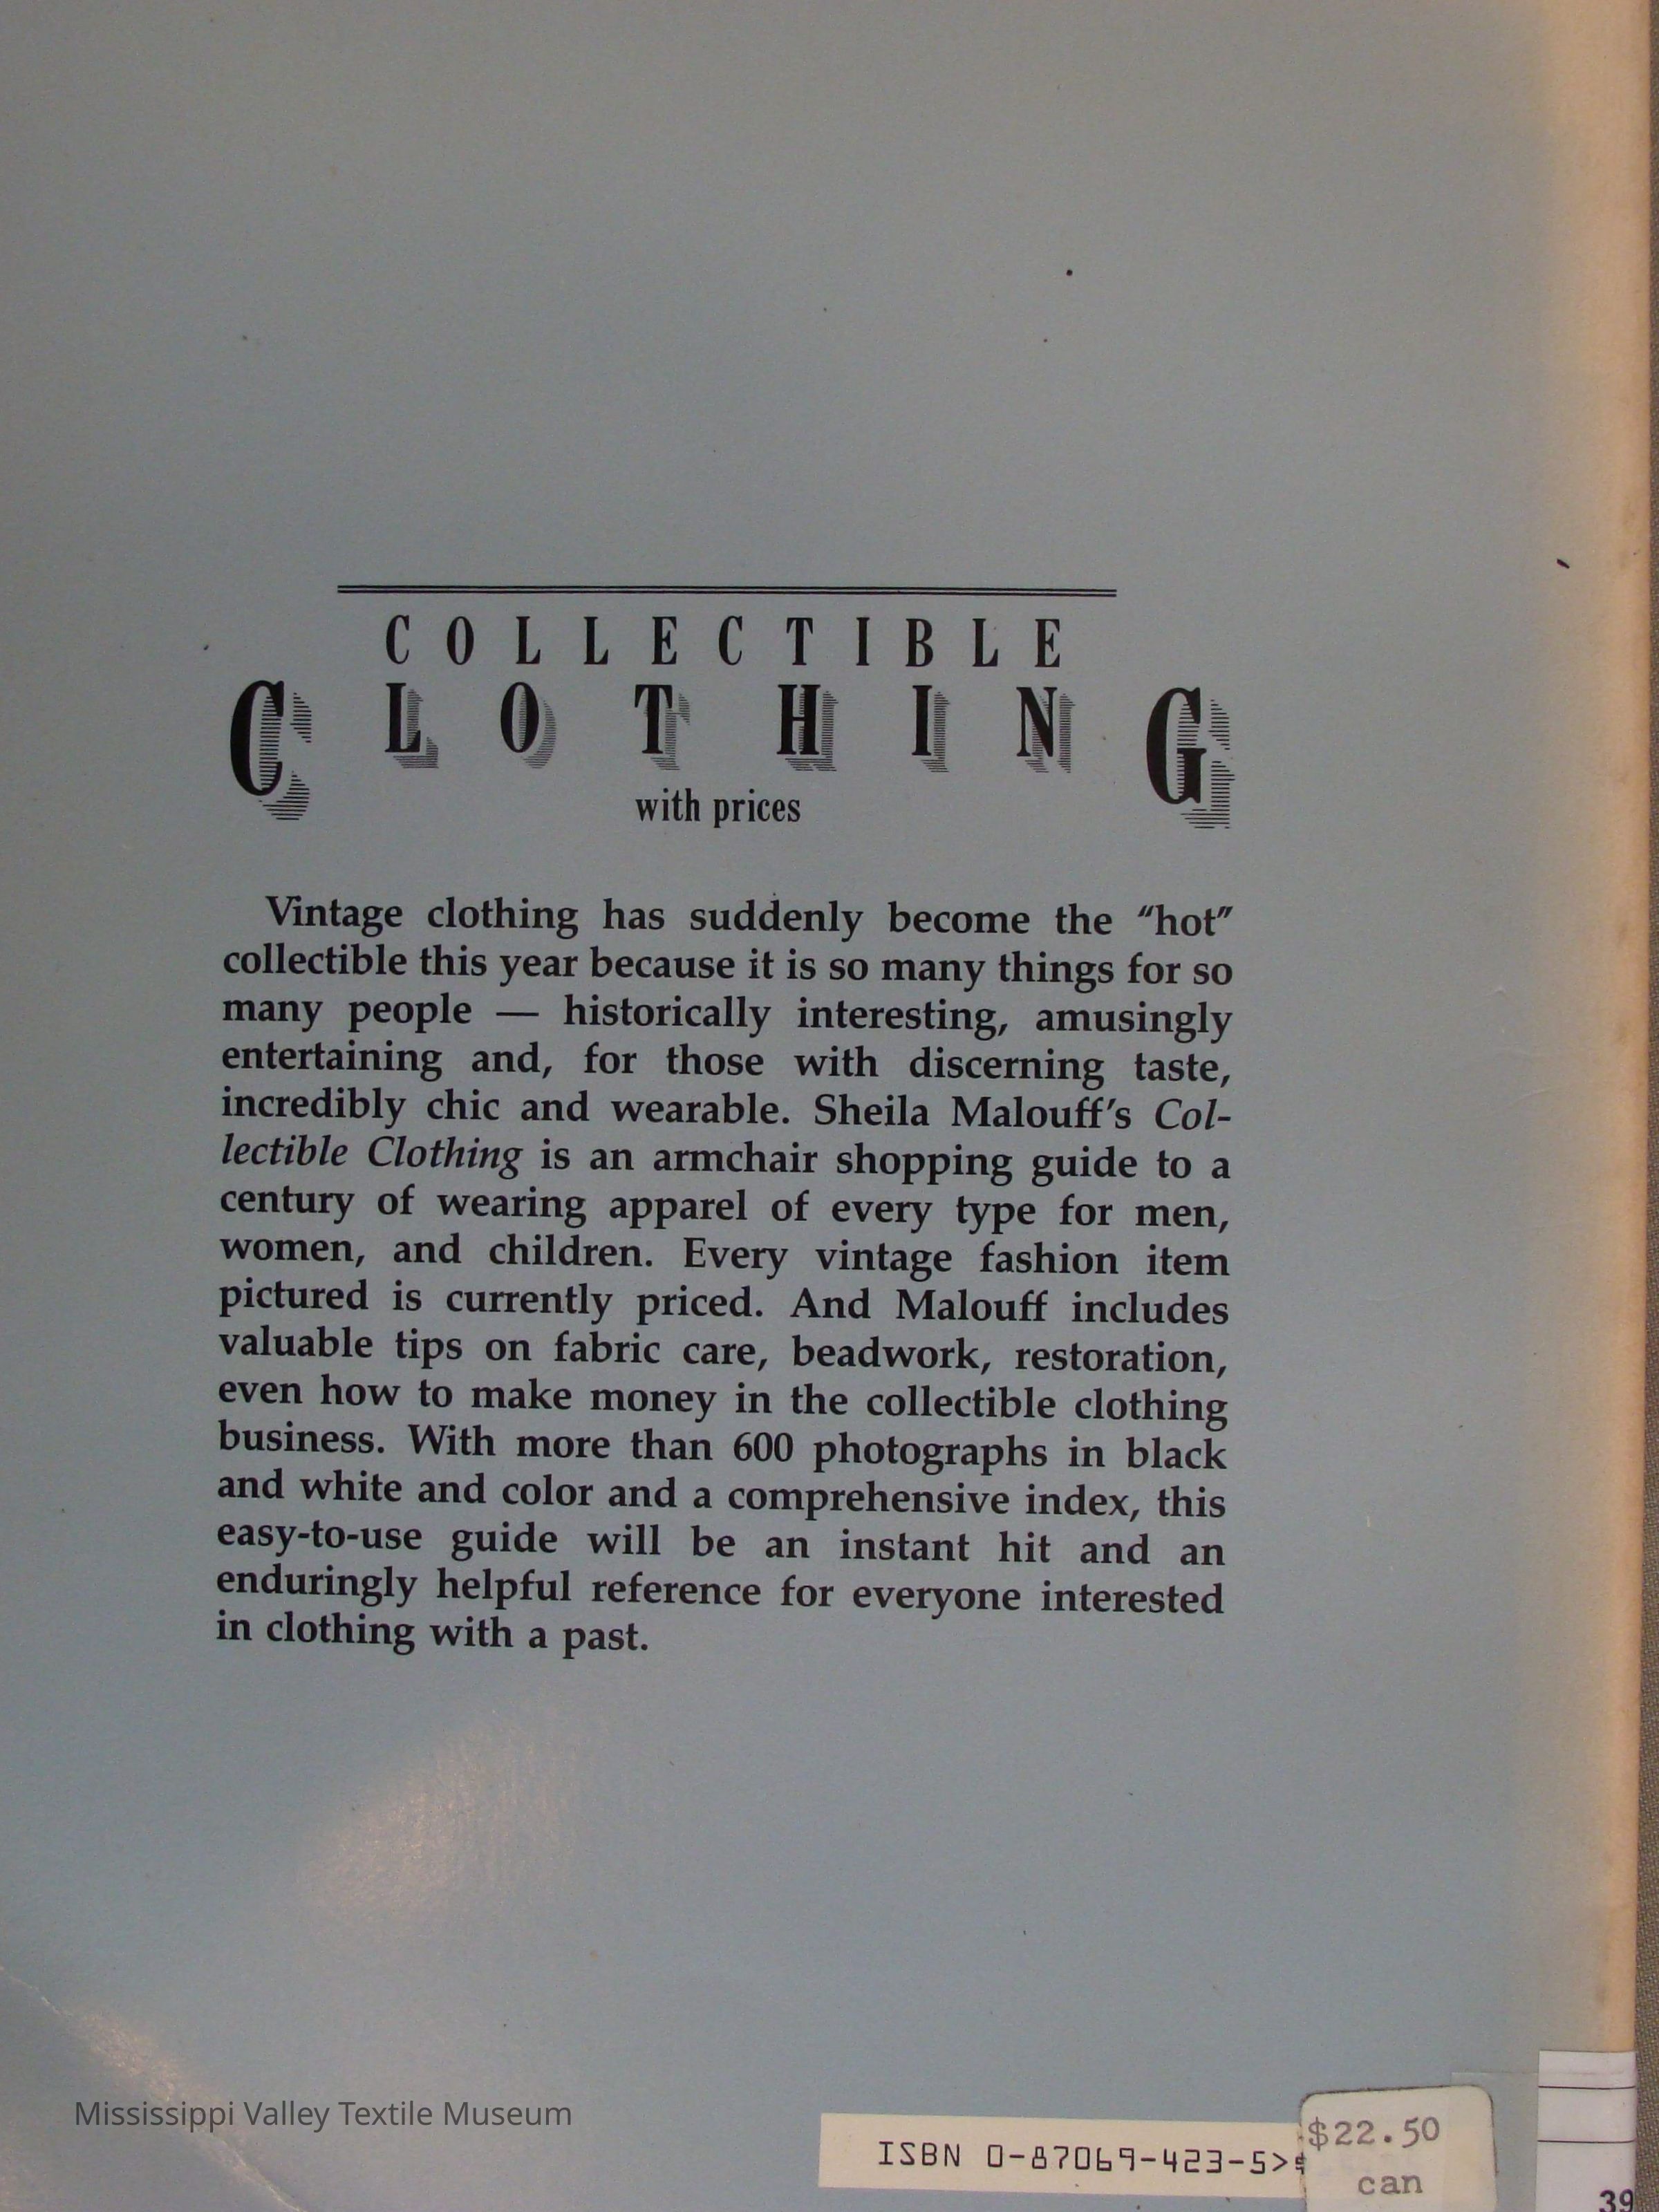 COLLECTIBLE
CLOTHING
with prices
Vintage clothing has suddenly become the “hot”
collectible this year because it is so many things for so
many people — historically interesting, amusingly
entertaining and, for those with discerning taste,
incredibly chic and wearable. Sheila Malouff’s Col-
lectible Clothing is an armchair shopping guide to a
century of wearing apparel of every type for men,
women, and children. Every vintage fashion item
pictured is currently priced. And Malouff includes
valuable tips on fabric care, beadwork, restoration,
even how to make money in the collectible clothing
business. With more than 600 photographs in black
and white and color and a comprehensive index, this
easy-to-use guide will be an instant hit and an
enduringly helpful reference for everyone interested
in clothing with a past.
Mississippi Valley Textile Museum
ISBN 0-87069-423-5>
$22.50
can
39